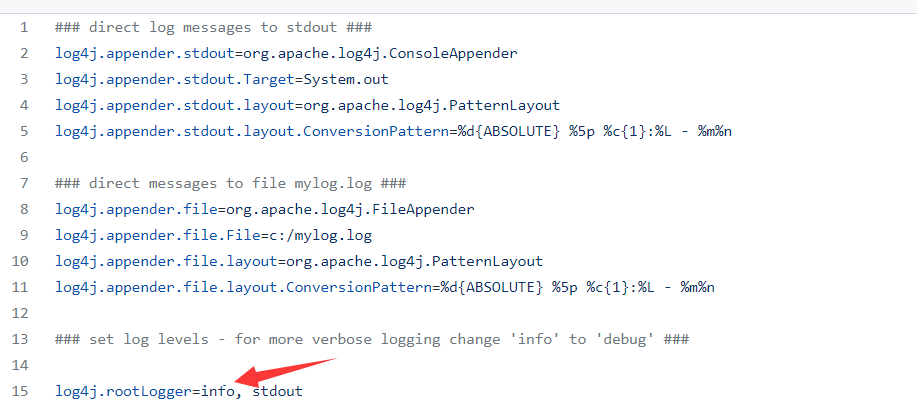 1 ### direct log messages to stdout ###
2 log4j.appender.stdout=org.apache.log4j.ConsoleAppender
3 log4j.appender.stdout.Target=System.out
4 log4j.appender.stdout.layout=org.apache.log4j.PatternLayout
5 log4j.appender.stdout.layout.ConversionPattern=%d{ABSOLUTE} %5p %c{1}:%L - %m%n
6
7 ### direct messages to file mylog.log ###
8 log4j.appender.file=org.apache.log4j.FileAppender
9 log4j.appender.file.File=c:/mylog.log
10 log4j.appender.file.layout=org.apache.log4j.PatternLayout
11 log4j.appender.file.layout.ConversionPattern=%d{ABSOLUTE} %5p %c{1}:%L - %m%n
12
13 ### set log levels - for more verbose logging change 'info' to 'debug' ###
14
15 log4j.rootLogger=info, stdout